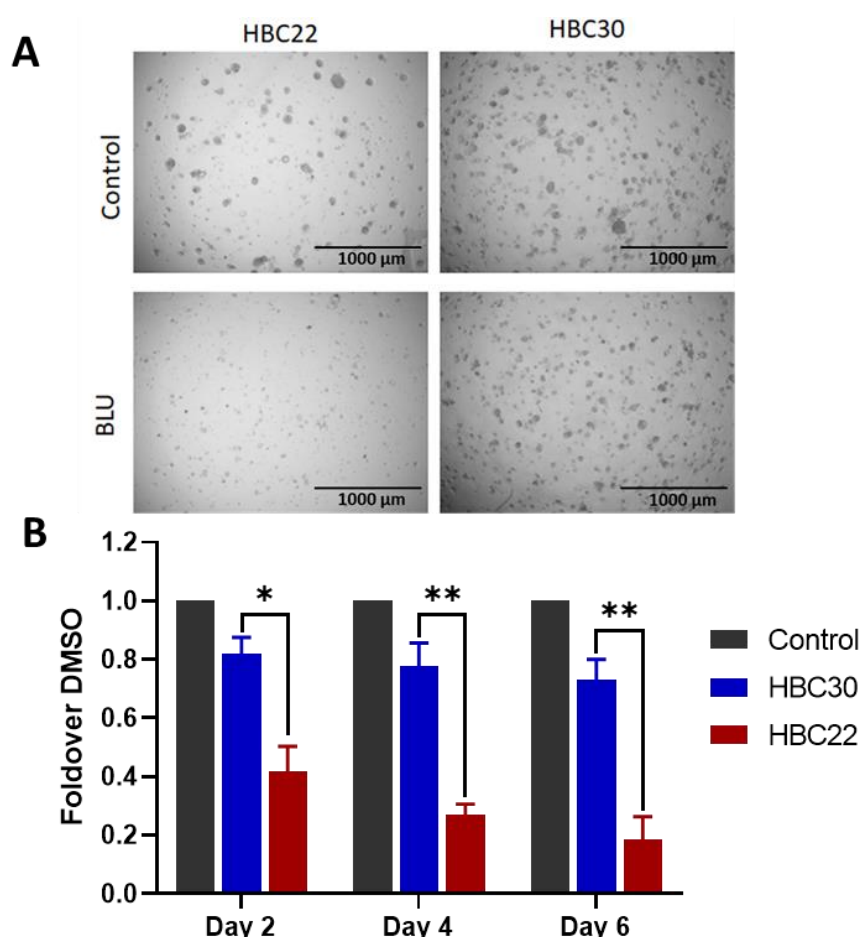 A
HBC22
HBC30
Control
1000 μm
1000 μm
BLU
1000 μm
1000 μm
B
Foldover DMSO
1.2
1.0
0.8
0.6
0.4
0.2
0.0
*
**
**
Day 2
Day 4
Day 6
Control
HBC30
HBC22